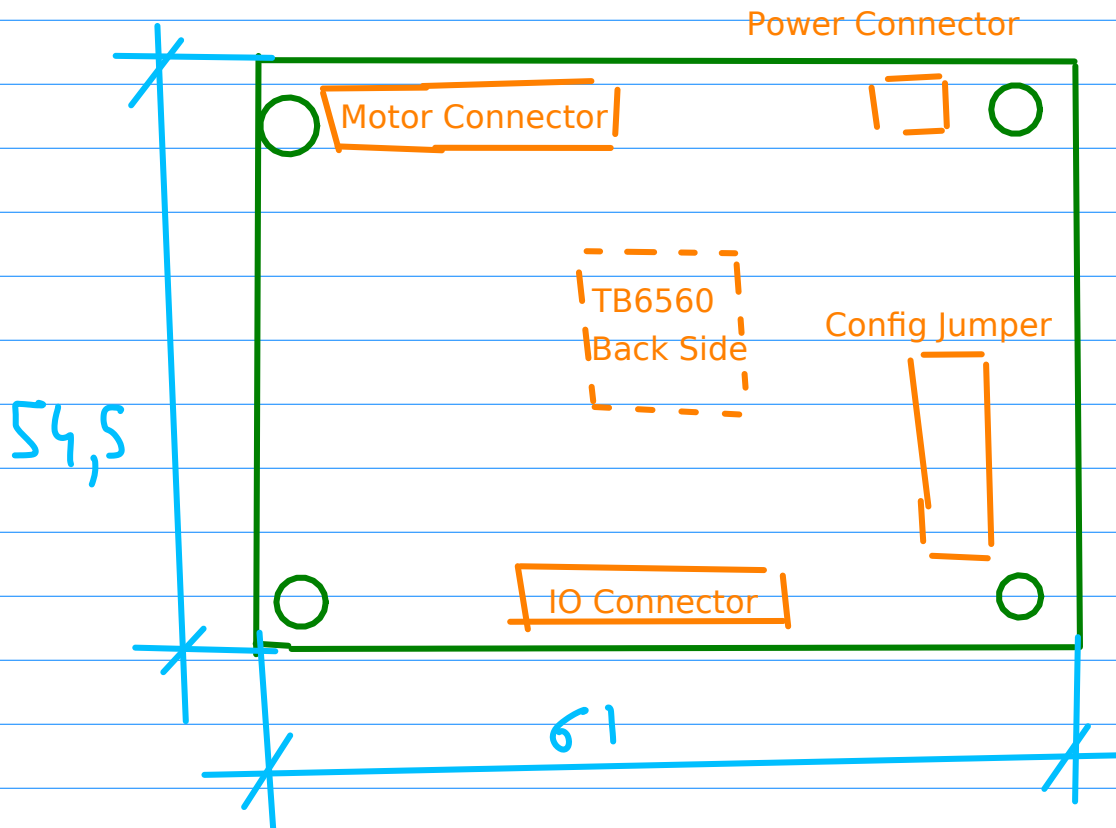 Power Connector
Motor Connector
TB6560
Back Side
Config Jumper
54,5
IO Connector
61